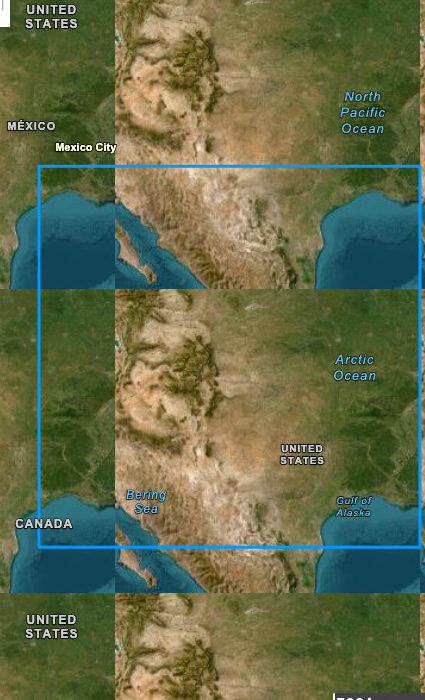 UNITED
STATES
North
Pacific
Ocean
MÉXICO
Mexico City
Arctic
Ocean
UNITED
STATES
Bering
Sea
Gulf of
Alaska
CANADA
UNITED
STATES